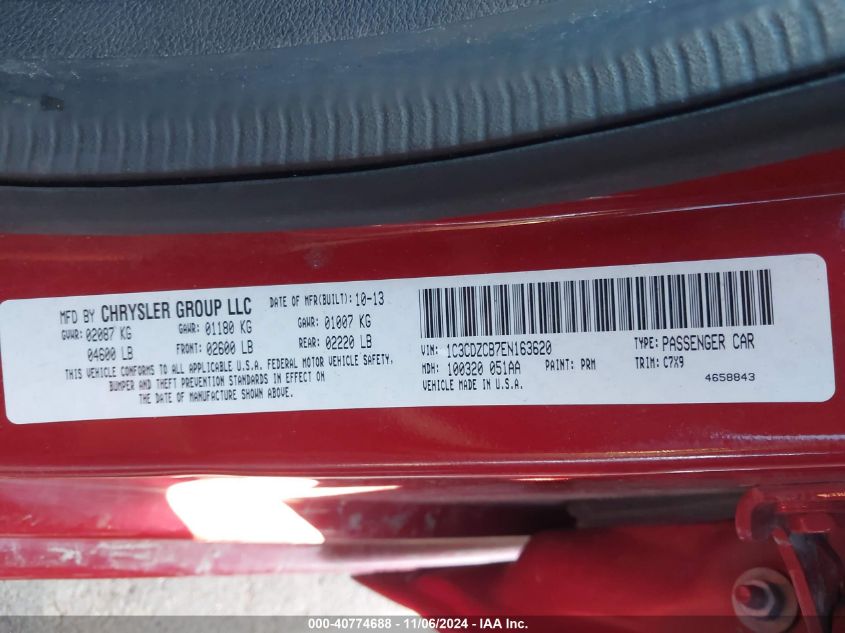 MFD BY CHRYSLER GROUP LLC DATE OF MFR(BUILT): 10-13
GVWR: 02087 KG GAWR: 01180 KG GAWR: 01007 KG
04600 LB FRONT: 02600 LB REAR: 02220 LB
THIS VEHICLE CONFORMS TO ALL APPLICABLE U.S.A. FEDERAL MOTOR VEHICLE SAFETY,
BUMPER AND THEFT PREVENTION STANDARDS IN EFFECT ON
THE DATE OF MANUFACTURE SHOWN ABOVE.
VIN: 1C3CDZCB7EN163620 TYPE: PASSENGER CAR
MDH: 100320 051AA PAINT: PRM TRIM: C7X9
VEHICLE MADE IN U.S.A. 4658843
000-40774688 - 11/06/2024 - IAA Inc.